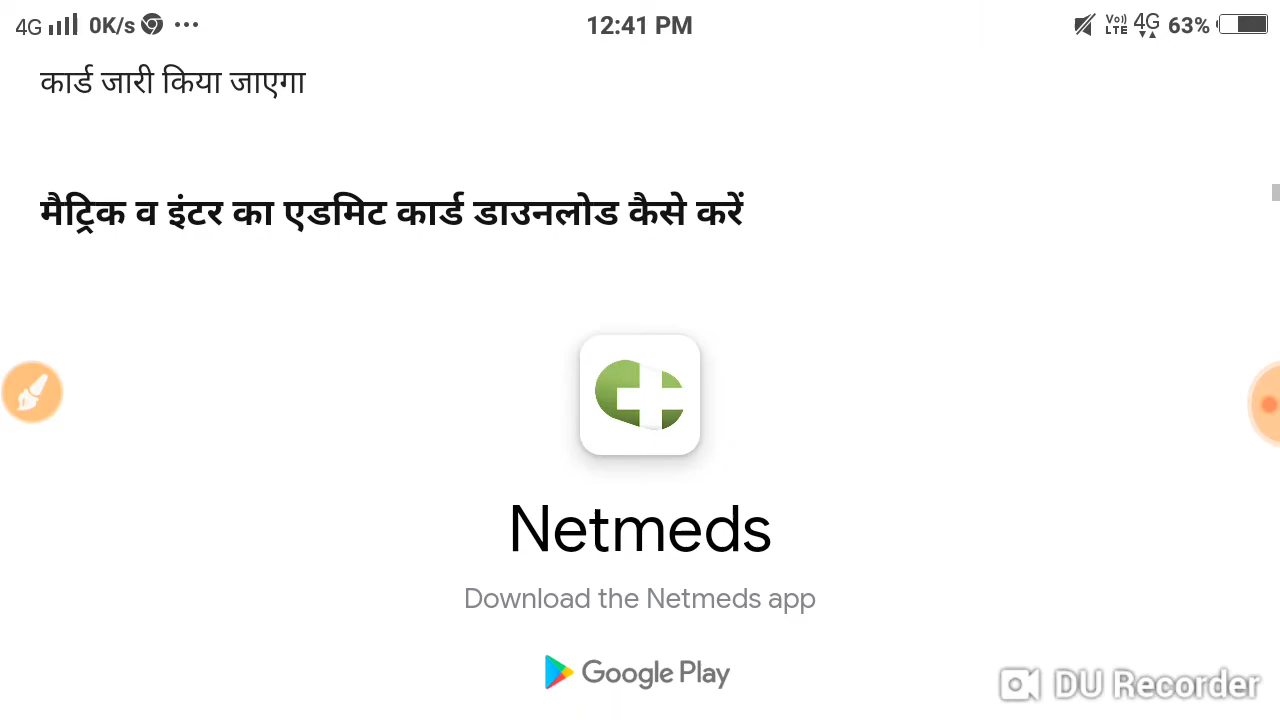 4G 0K/s ••• 12:41 PM Vo)) LTE 4G 63%
कार्ड जारी किया जाएगा
मैट्रिक व इंटर का एडमिट कार्ड डाउनलोड कैसे करें
Netmeds
Download the Netmeds app
Google Play
DU Recorder